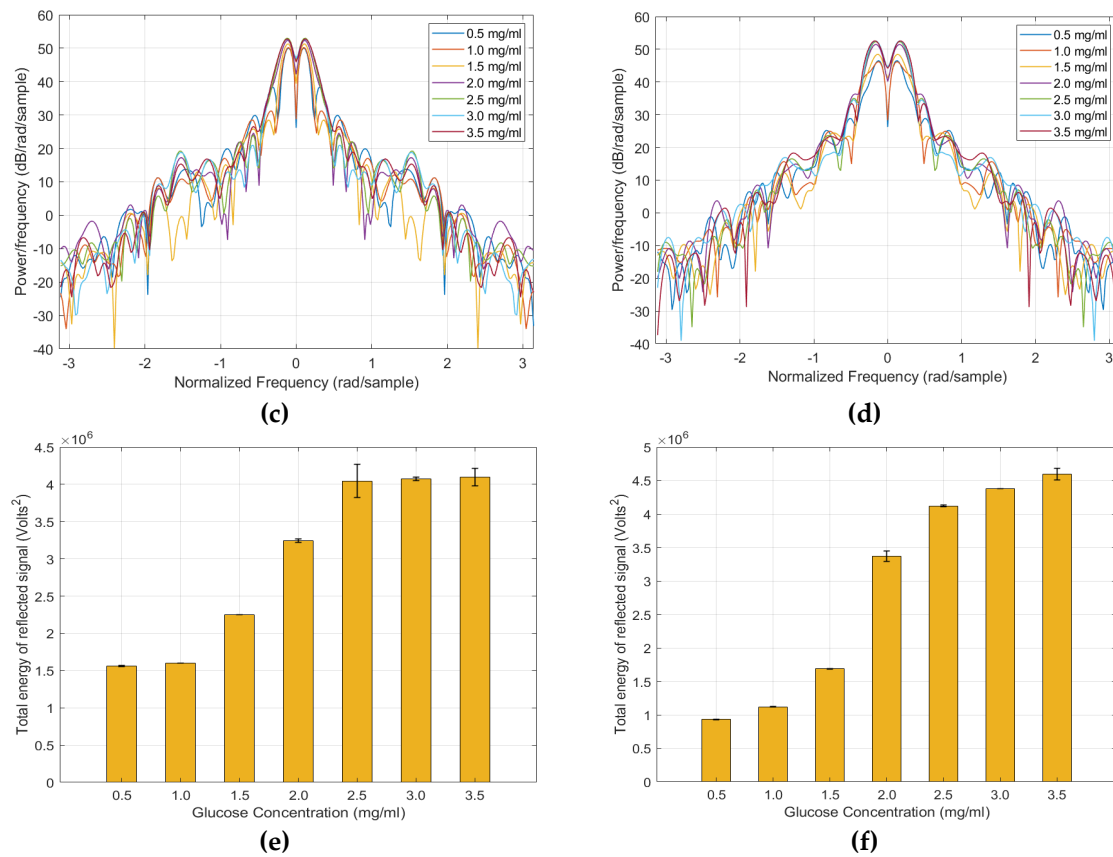 60
50
40
30
20
10
0
-10
-20
-30
-40
Power/frequency (dB/rad/sample)
0.5 mg/ml
1.0 mg/ml
1.5 mg/ml
2.0 mg/ml
2.5 mg/ml
3.0 mg/ml
3.5 mg/ml
-3 -2 -1 0 1 2 3
Normalized Frequency (rad/sample)
(c)
60
50
40
30
20
10
0
-10
-20
-30
-40
Power/frequency (dB/rad/sample)
0.5 mg/ml
1.0 mg/ml
1.5 mg/ml
2.0 mg/ml
2.5 mg/ml
3.0 mg/ml
3.5 mg/ml
-3 -2 -1 0 1 2 3
Normalized Frequency (rad/sample)
(d)
×10⁶
4.5
4
3.5
3
2.5
2
1.5
1
0.5
0
Total energy of reflected signal (Volts²)
0.5 1.0 1.5 2.0 2.5 3.0 3.5
Glucose Concentration (mg/ml)
(e)
×10⁶
5
4.5
4
3.5
3
2.5
2
1.5
1
0.5
0
Total energy of reflected signal (Volts²)
0.5 1.0 1.5 2.0 2.5 3.0 3.5
Glucose Concentration (mg/ml)
(f)